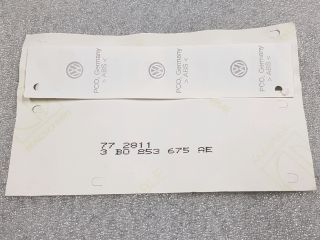 POD, Germany
> ABS <
POD, Germany
> ABS <
POD, Germany
> ABS <
77 2811
3 B0 853 675 AE